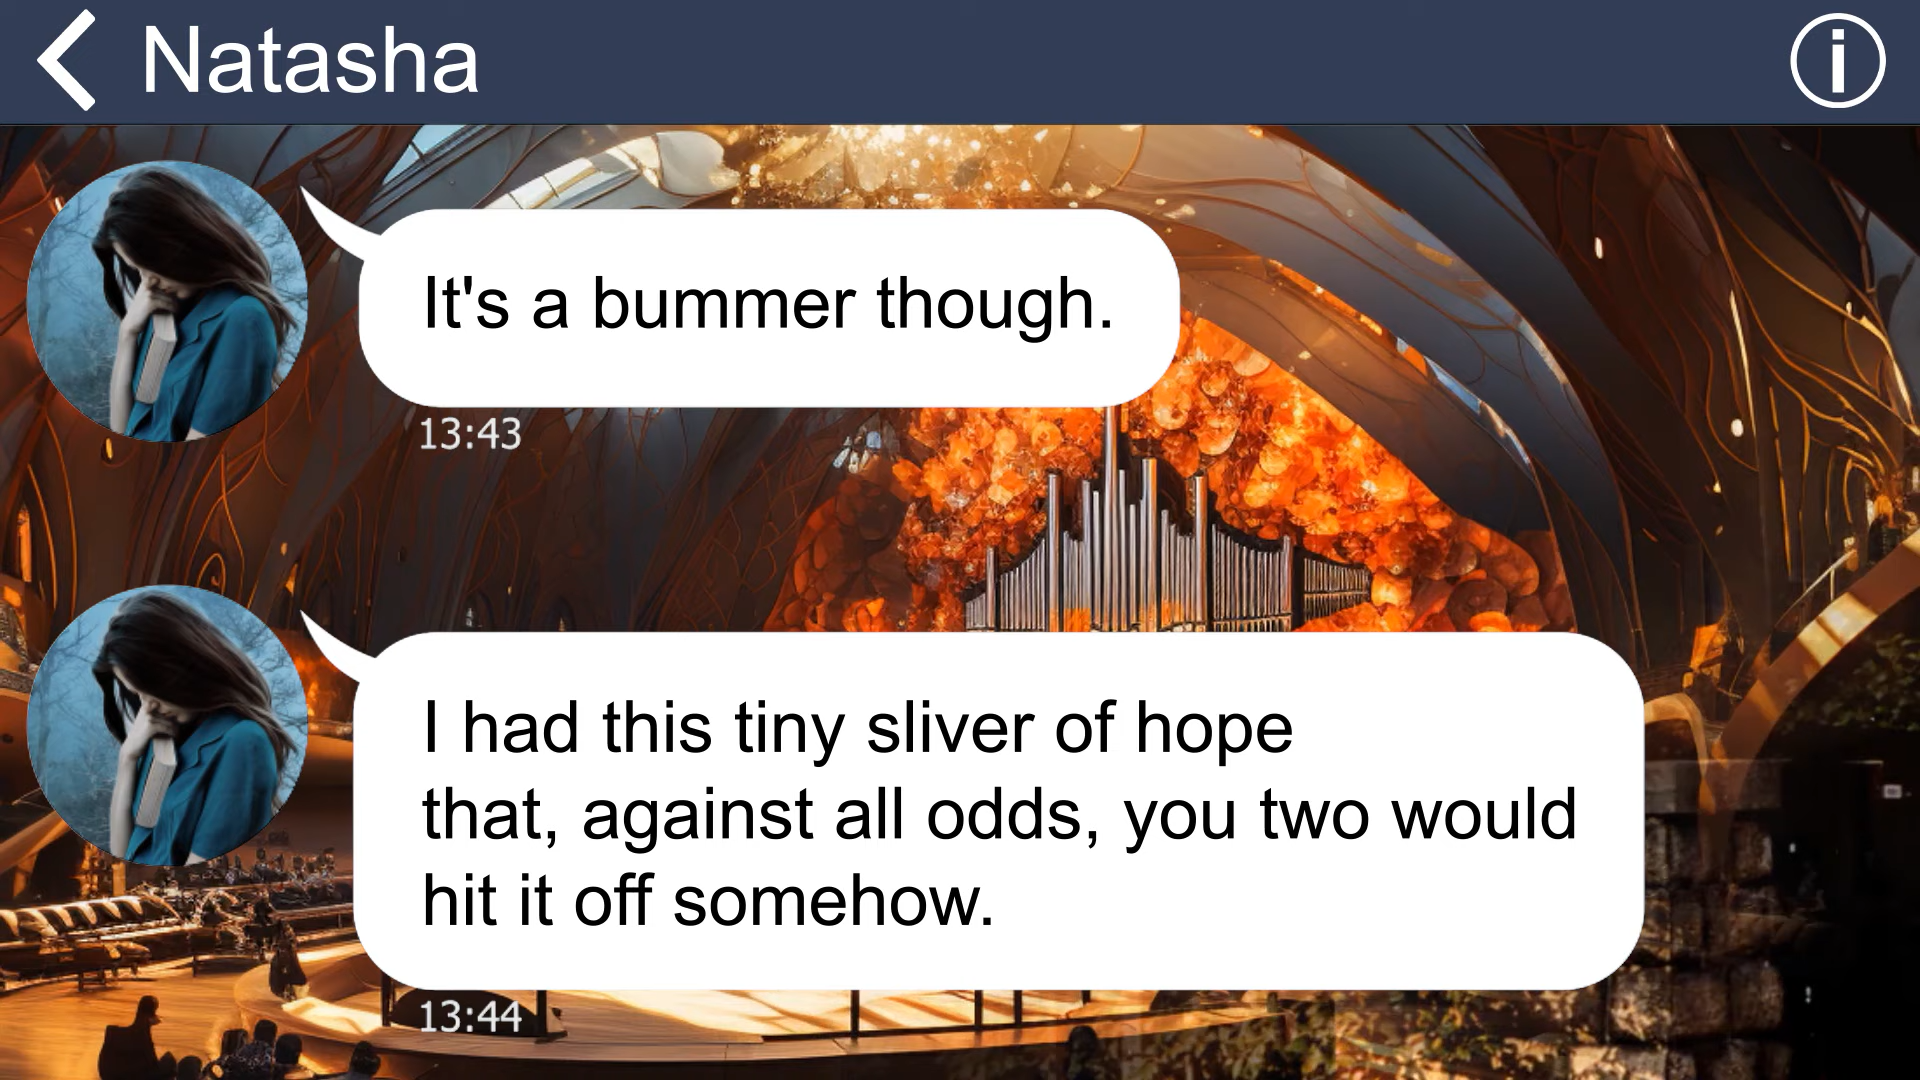 Natasha
It's a bummer though.
13:43
I had this tiny sliver of hope
that, against all odds, you two would
hit it off somehow.
13:44